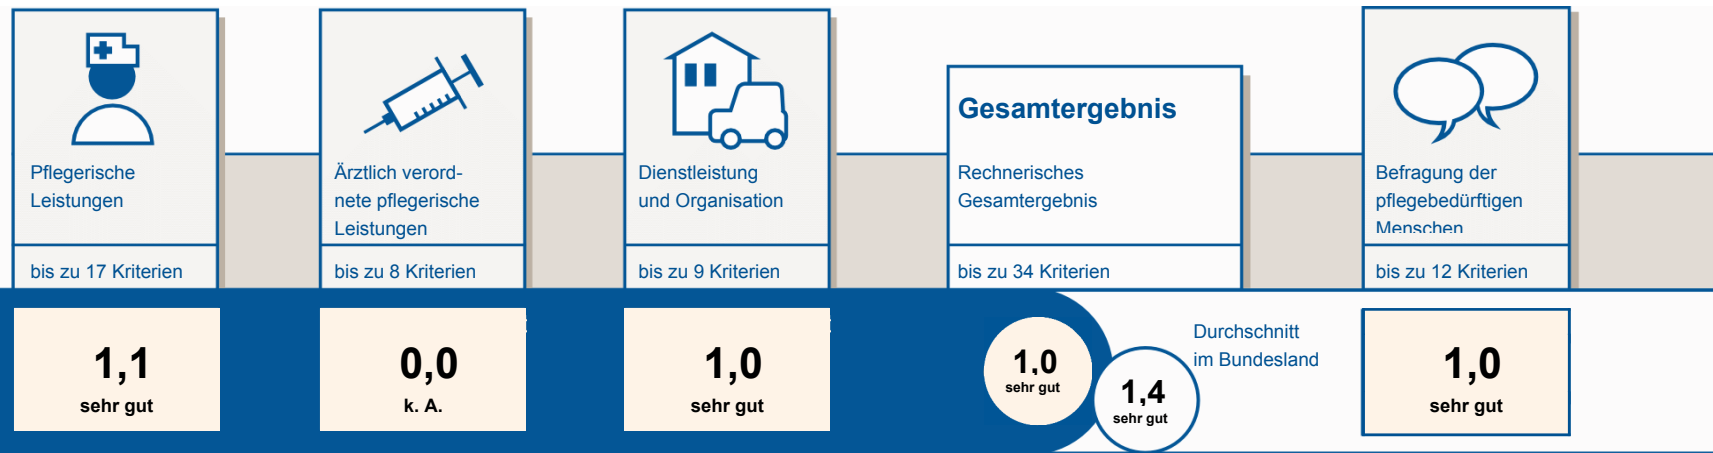 Pflegerische
Leistungen
bis zu 17 Kriterien
1,1
sehr gut
Ärztlich verord-
nete pflegerische
Leistungen
bis zu 8 Kriterien
0,0
k. A.
Dienstleistung
und Organisation
bis zu 9 Kriterien
1,0
sehr gut
Gesamtergebnis
Rechnerisches
Gesamtergebnis
bis zu 34 Kriterien
1,0
sehr gut
1,4
sehr gut
Durchschnitt
im Bundesland
Befragung der
pflegebedürftigen
Menschen
bis zu 12 Kriterien
1,0
sehr gut